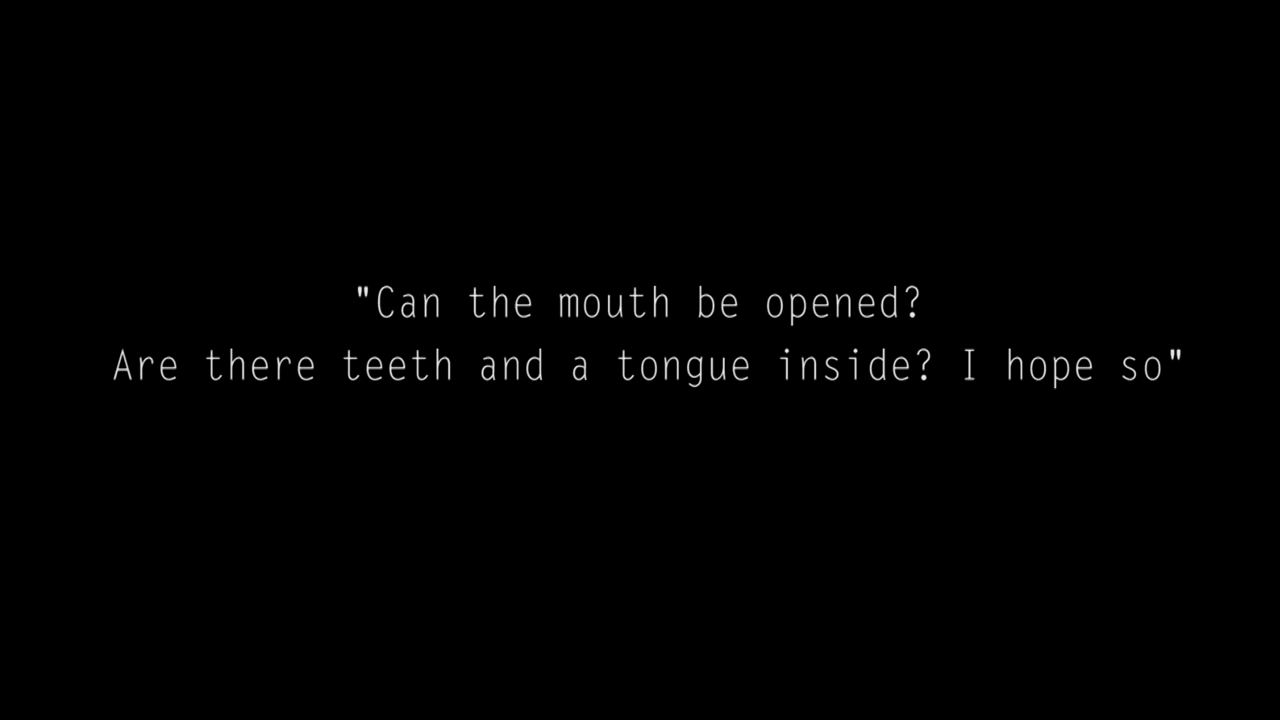 "Can the mouth be opened?
Are there teeth and a tongue inside? I hope so"